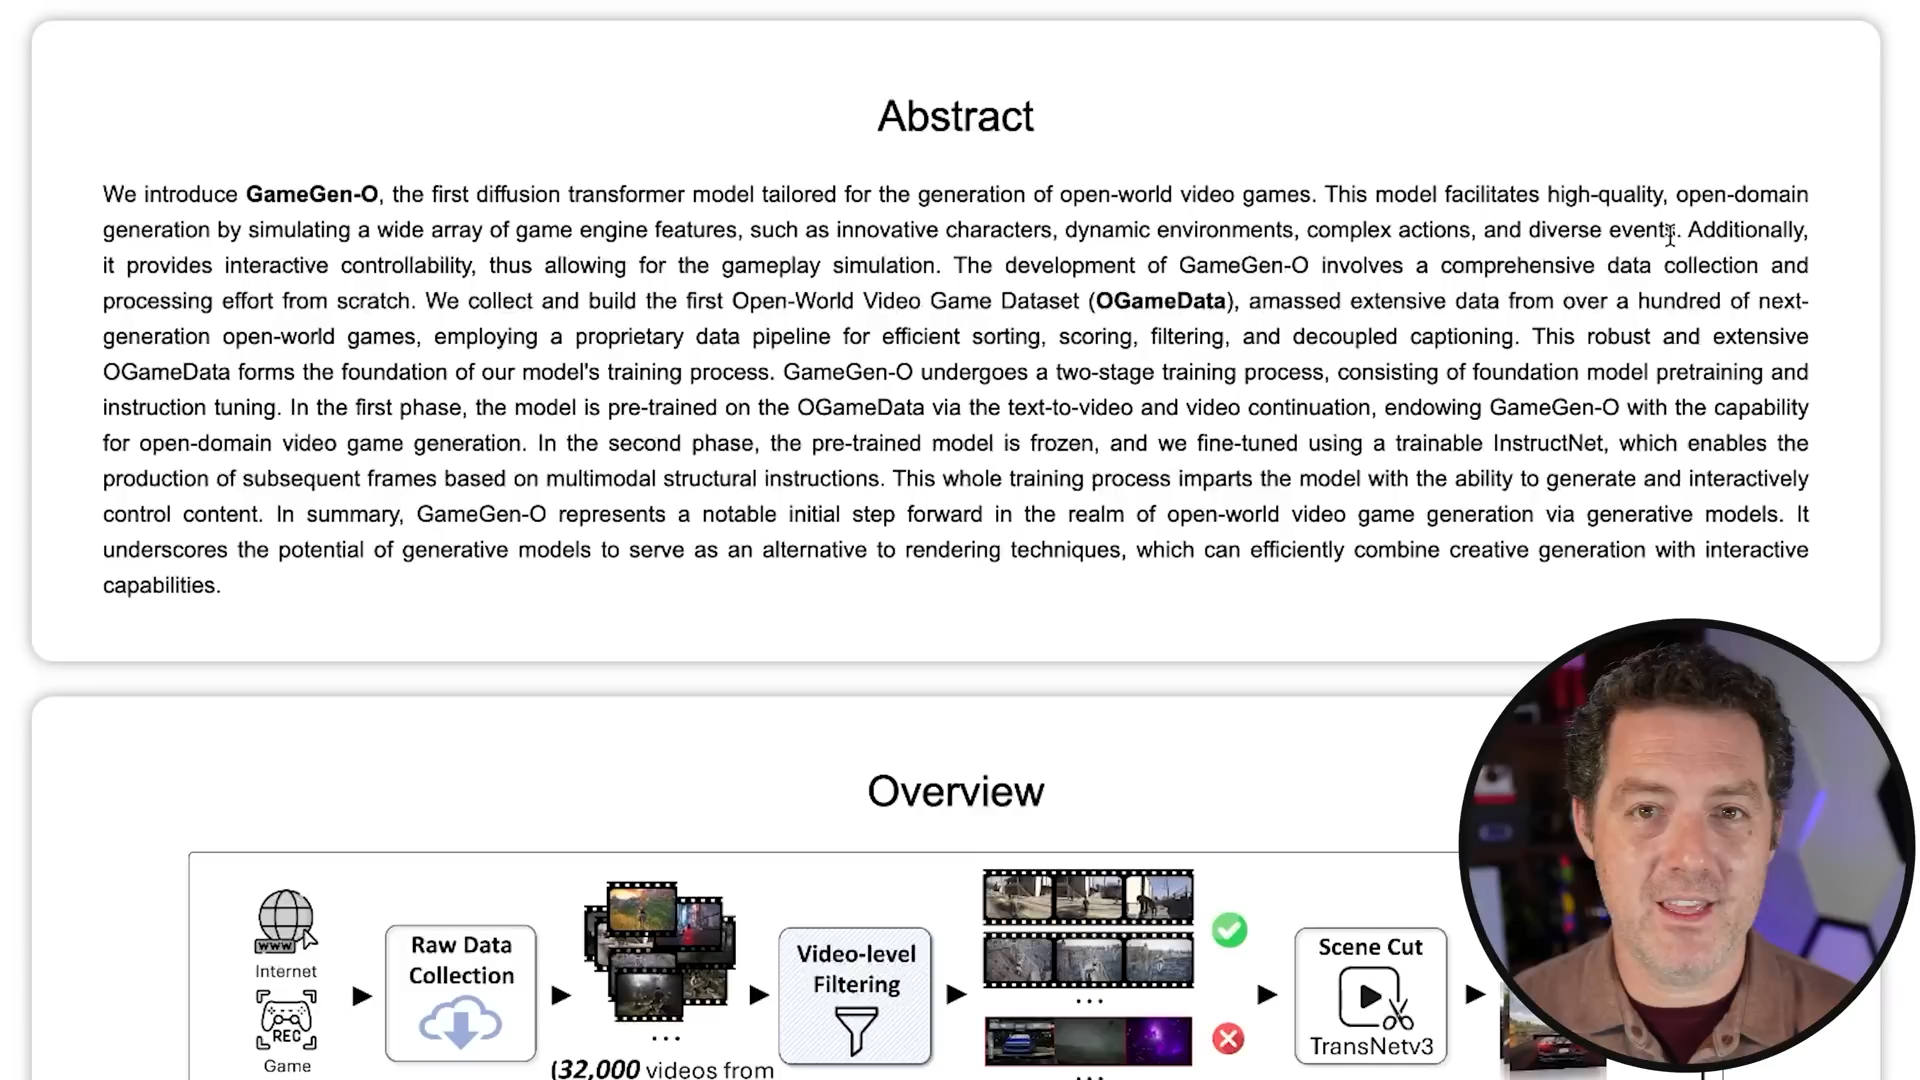 Abstract
We introduce GameGen-O, the first diffusion transformer model tailored for the generation of open-world video games. This model facilitates high-quality, open-domain
generation by simulating a wide array of game engine features, such as innovative characters, dynamic environments, complex actions, and diverse events. Additionally,
it provides interactive controllability, thus allowing for the gameplay simulation. The development of GameGen-O involves a comprehensive data collection and
processing effort from scratch. We collect and build the first Open-World Video Game Dataset (OGameData), amassed extensive data from over a hundred of next-
generation open-world games, employing a proprietary data pipeline for efficient sorting, scoring, filtering, and decoupled captioning. This robust and extensive
OGameData forms the foundation of our model's training process. GameGen-O undergoes a two-stage training process, consisting of foundation model pretraining and
instruction tuning. In the first phase, the model is pre-trained on the OGameData via the text-to-video and video continuation, endowing GameGen-O with the capability
for open-domain video game generation. In the second phase, the pre-trained model is frozen, and we fine-tuned using a trainable InstructNet, which enables the
production of subsequent frames based on multimodal structural instructions. This whole training process imparts the model with the ability to generate and interactively
control content. In summary, GameGen-O represents a notable initial step forward in the realm of open-world video game generation via generative models. It
underscores the potential of generative models to serve as an alternative to rendering techniques, which can efficiently combine creative generation with interactive
capabilities.
Overview
WWW
Internet
REC
Game
Raw Data
Collection
...
(32,000 videos from
Video-level
Filtering
...
...
Scene Cut
TransNetv3